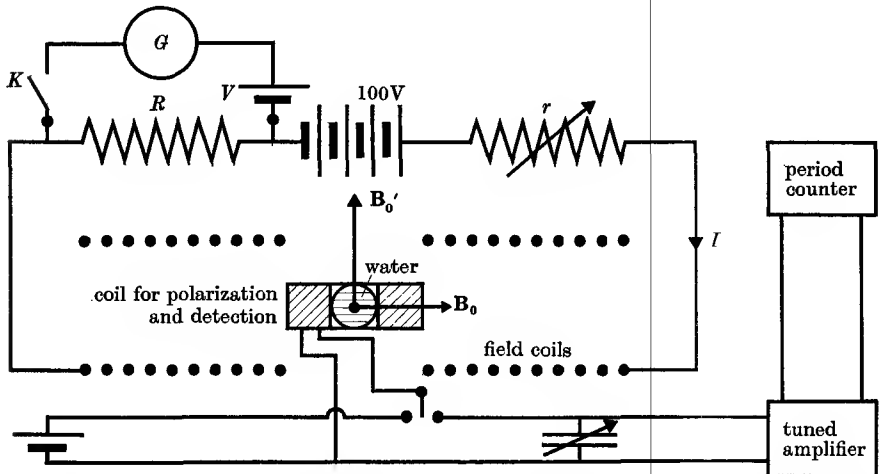 G
K
V
R
100V
r
period
counter
B₀′
I
water
coil for polarization
and detection
B₀
field coils
tuned
amplifier